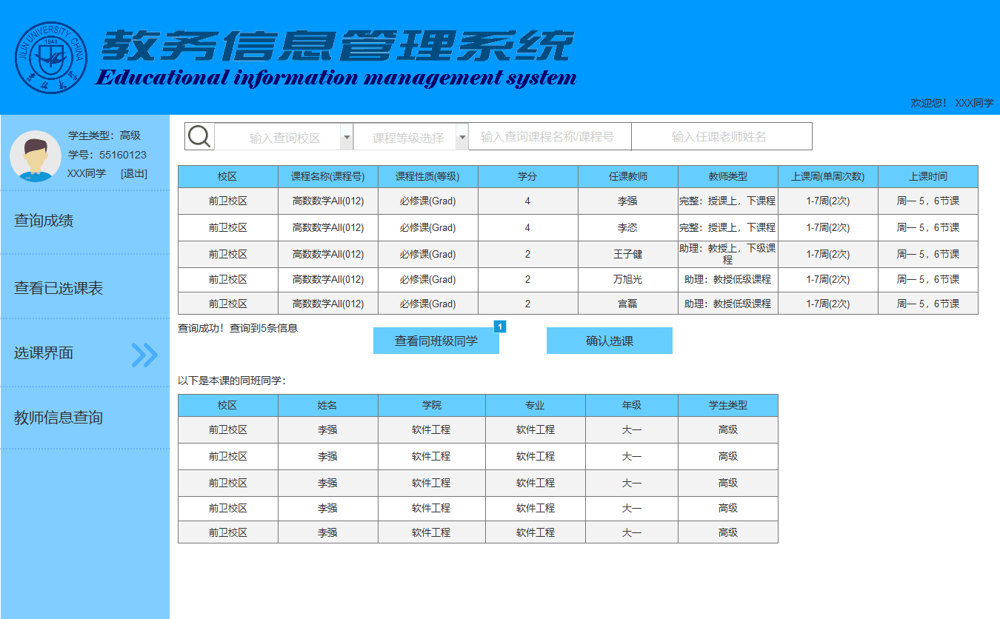 JILIN UNIVERSITY·CHINA
1946
教务信息管理系统
Educational information management system
欢迎您！ XXX同学
学生类型：高级
学号：55160123
XXX同学 [退出]
查询成绩
查看已选课表
选课界面
教师信息查询
输入查询校区 课程等级选择 输入查询课程名称/课程号 输入任课老师姓名
校区 课程名称(课程号) 课程性质(等级) 学分 任课教师 教师类型 上课周(单周次数) 上课时间
前卫校区 高数数学AII(012) 必修课(Grad) 4 李强 完整：授课上，下课程 1-7周(2次) 周一 5，6节课
前卫校区 高数数学AII(012) 必修课(Grad) 4 李恣 完整：授课上，下课程 1-7周(2次) 周一 5，6节课
前卫校区 高数数学AII(012) 必修课(Grad) 2 王子健 助理：教授上，下级课程 1-7周(2次) 周一 5，6节课
前卫校区 高数数学AII(012) 必修课(Grad) 2 万旭光 助理：教授低级课程 1-7周(2次) 周一 5，6节课
前卫校区 高数数学AII(012) 必修课(Grad) 2 宫磊 助理：教授低级课程 1-7周(2次) 周一 5，6节课
查询成功！查询到5条信息
查看同班级同学 1 确认选课
以下是本课的同班同学：
校区 姓名 学院 专业 年级 学生类型
前卫校区 李强 软件工程 软件工程 大一 高级
前卫校区 李强 软件工程 软件工程 大一 高级
前卫校区 李强 软件工程 软件工程 大一 高级
前卫校区 李强 软件工程 软件工程 大一 高级
前卫校区 李强 软件工程 软件工程 大一 高级